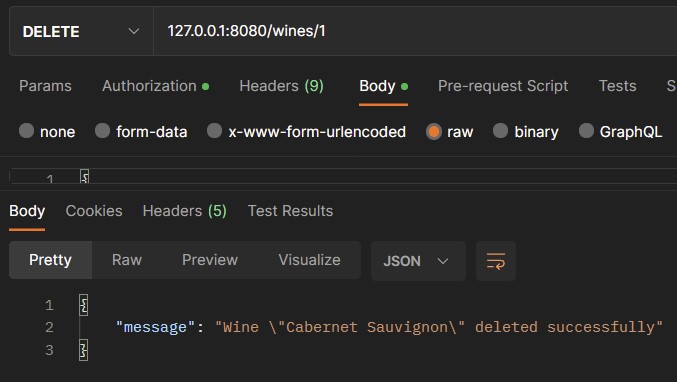 DELETE 127.0.0.1:8080/wines/1
Params Authorization Headers (9) Body Pre-request Script Tests S
none form-data x-www-form-urlencoded raw binary GraphQL
1 {
Body Cookies Headers (5) Test Results
Pretty Raw Preview Visualize JSON
1 {
2 "message": "Wine \"Cabernet Sauvignon\" deleted successfully"
3 }